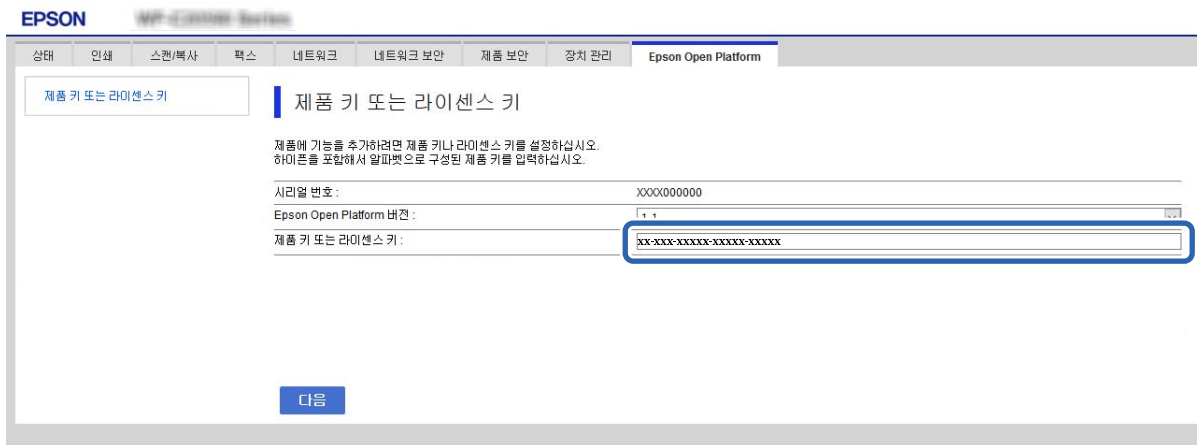 EPSON
상태 인쇄 스캔/복사 팩스 네트워크 네트워크 보안 제품 보안 장치 관리 Epson Open Platform
제품 키 또는 라이센스 키
제품 키 또는 라이센스 키
제품에 기능을 추가하려면 제품 키나 라이센스 키를 설정하십시오.
하이픈을 포함해서 알파벳으로 구성된 제품 키를 입력하십시오.
시리얼 번호 : XXXX000000
Epson Open Platform 버전 : 1.1
제품 키 또는 라이센스 키 : xx-xxx-xxxxx-xxxxx-xxxxx
다음